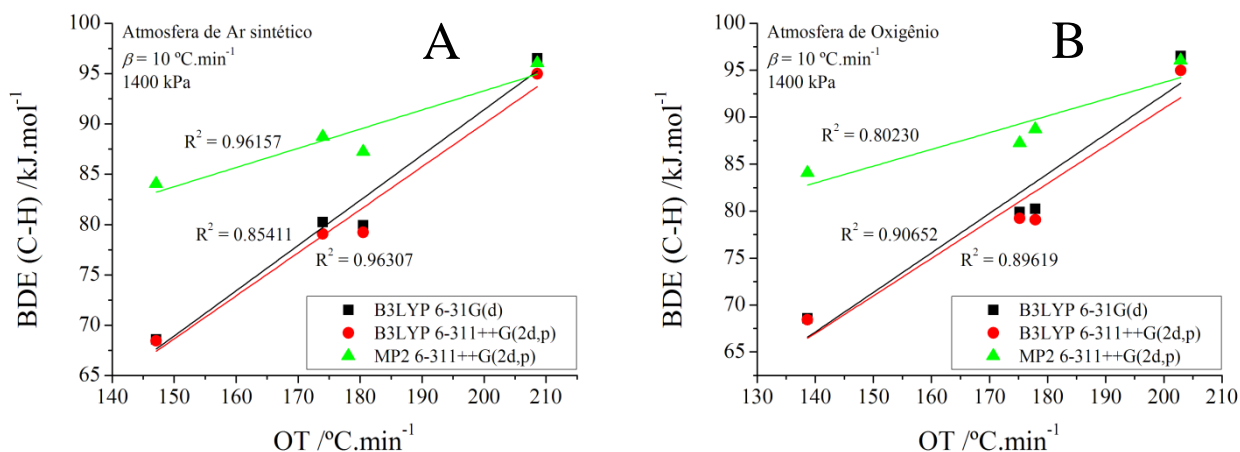 A
Atmosfera de Ar sintético
β = 10 ºC.min⁻¹
1400 kPa
R² = 0.96157
R² = 0.85411
R² = 0.96307
B3LYP 6-31G(d)
B3LYP 6-311++G(2d,p)
MP2 6-311++G(2d,p)
BDE (C-H) /kJ.mol⁻¹
100
95
90
85
80
75
70
65
140 150 160 170 180 190 200 210
OT /ºC.min⁻¹
B
Atmosfera de Oxigênio
β = 10 ºC.min⁻¹
1400 kPa
R² = 0.80230
R² = 0.90652
R² = 0.89619
B3LYP 6-31G(d)
B3LYP 6-311++G(2d,p)
MP2 6-311++G(2d,p)
BDE (C-H) /kJ.mol⁻¹
100
95
90
85
80
75
70
65
130 140 150 160 170 180 190 200 210
OT /ºC.min⁻¹